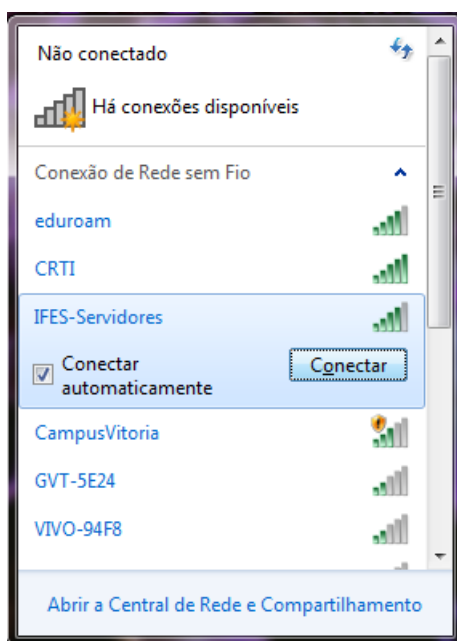 Não conectado
Há conexões disponíveis
Conexão de Rede sem Fio
eduroam
CRTI
IFES-Servidores
Conectar
automaticamente
Conectar
CampusVitoria
GVT-5E24
VIVO-94F8
Abrir a Central de Rede e Compartilhamento